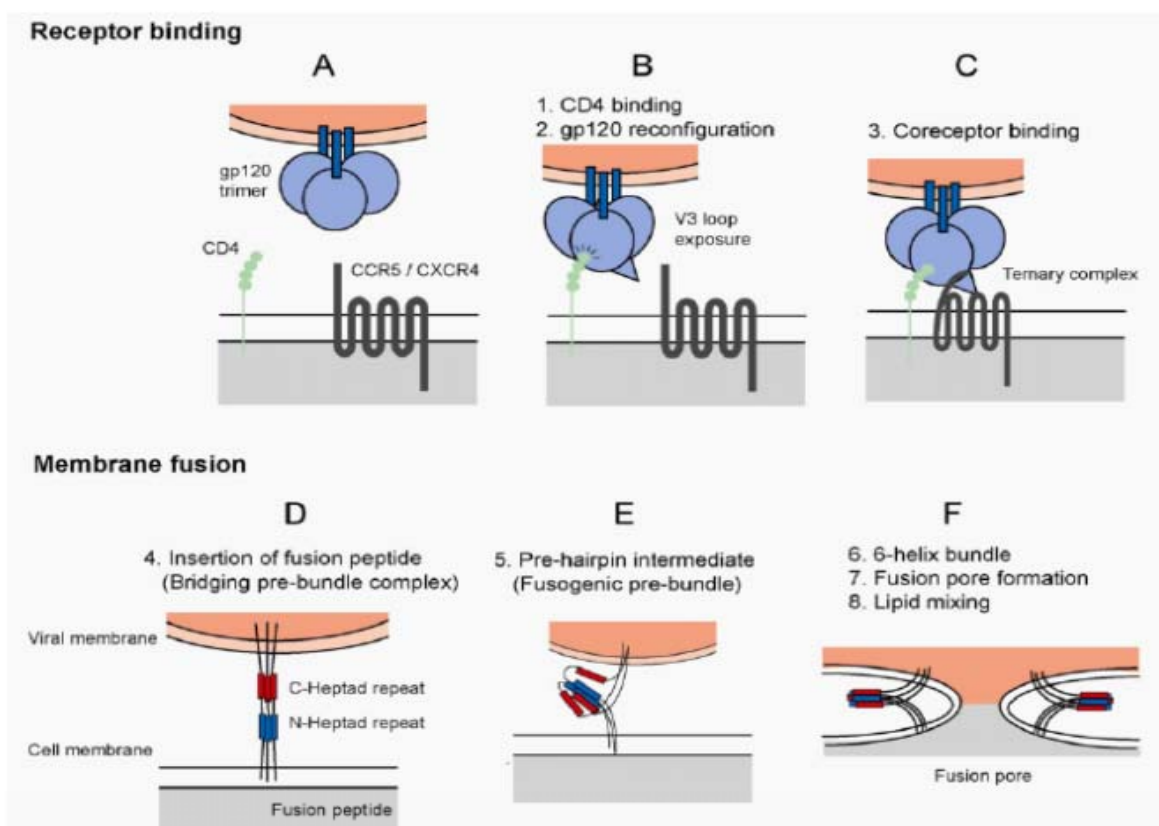 Receptor binding
A
gp120
trimer
CD4
CCR5 / CXCR4
B
1. CD4 binding
2. gp120 reconfiguration
V3 loop
exposure
C
3. Coreceptor binding
Ternary complex
Membrane fusion
D
4. Insertion of fusion peptide
(Bridging pre-bundle complex)
Viral membrane
C-Heptad repeat
N-Heptad repeat
Cell membrane
Fusion peptide
E
5. Pre-hairpin intermediate
(Fusogenic pre-bundle)
F
6. 6-helix bundle
7. Fusion pore formation
8. Lipid mixing
Fusion pore